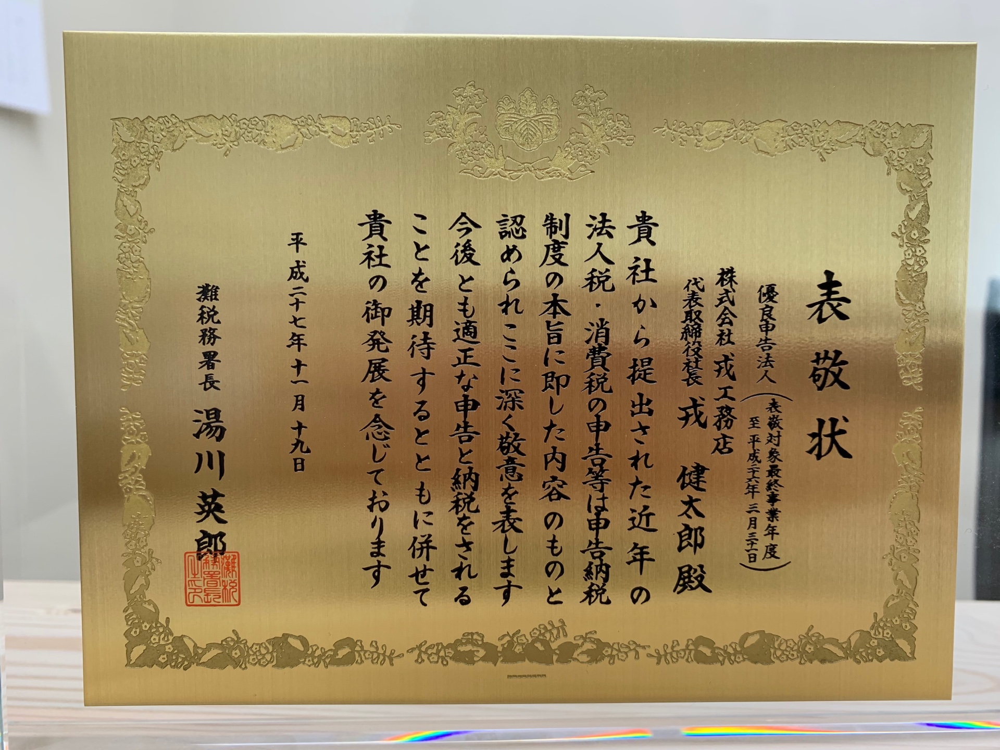 表敬状
優良申告法人
（表敬対象最終事業年度
至平成二十六年三月三十一日）
株式会社戎工務店
代表取締役社長 戎 健太郎殿
貴社から提出された近年の
法人税・消費税の申告等は申告納税
制度の本旨に即した内容のものと
認められここに深く敬意を表します
今後とも適正な申告と納税をされる
ことを期待するとともに併せて
貴社の御発展を念じております
平成二十七年十一月十九日
灘税務署長 湯川英郎
灘税
務署長
之印